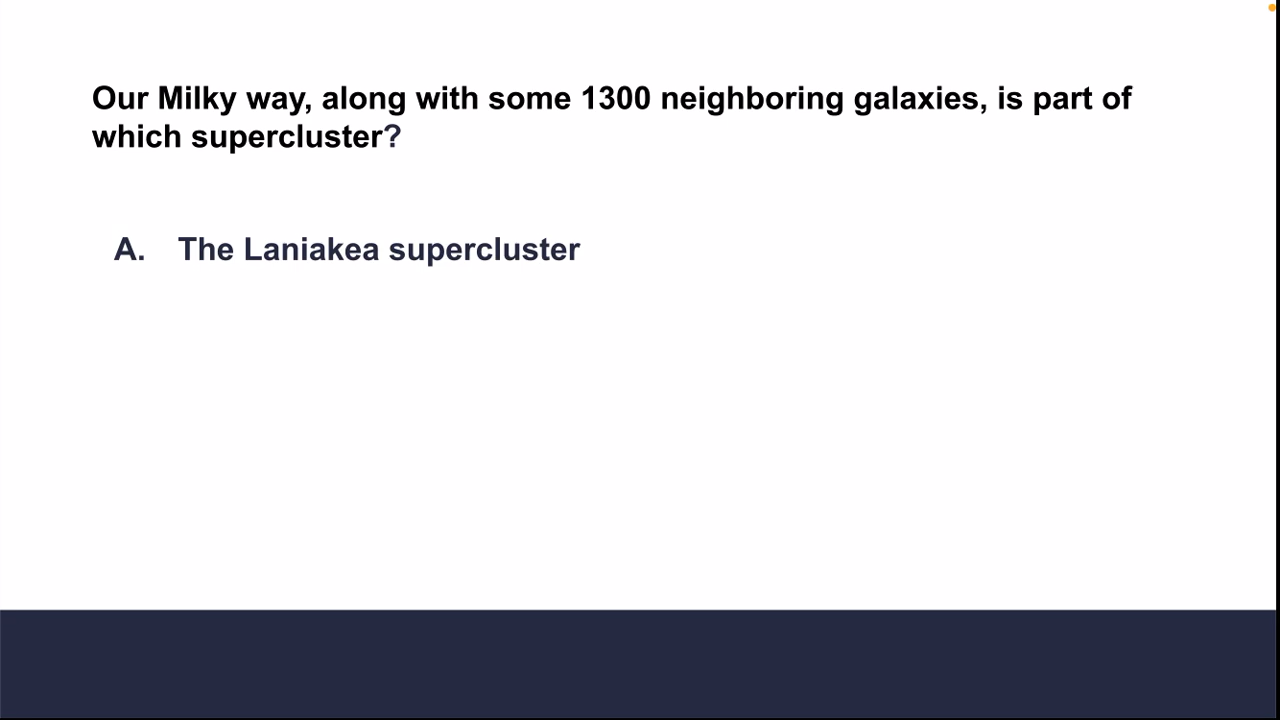 Our Milky way, along with some 1300 neighboring galaxies, is part of
which supercluster?
A. The Laniakea supercluster